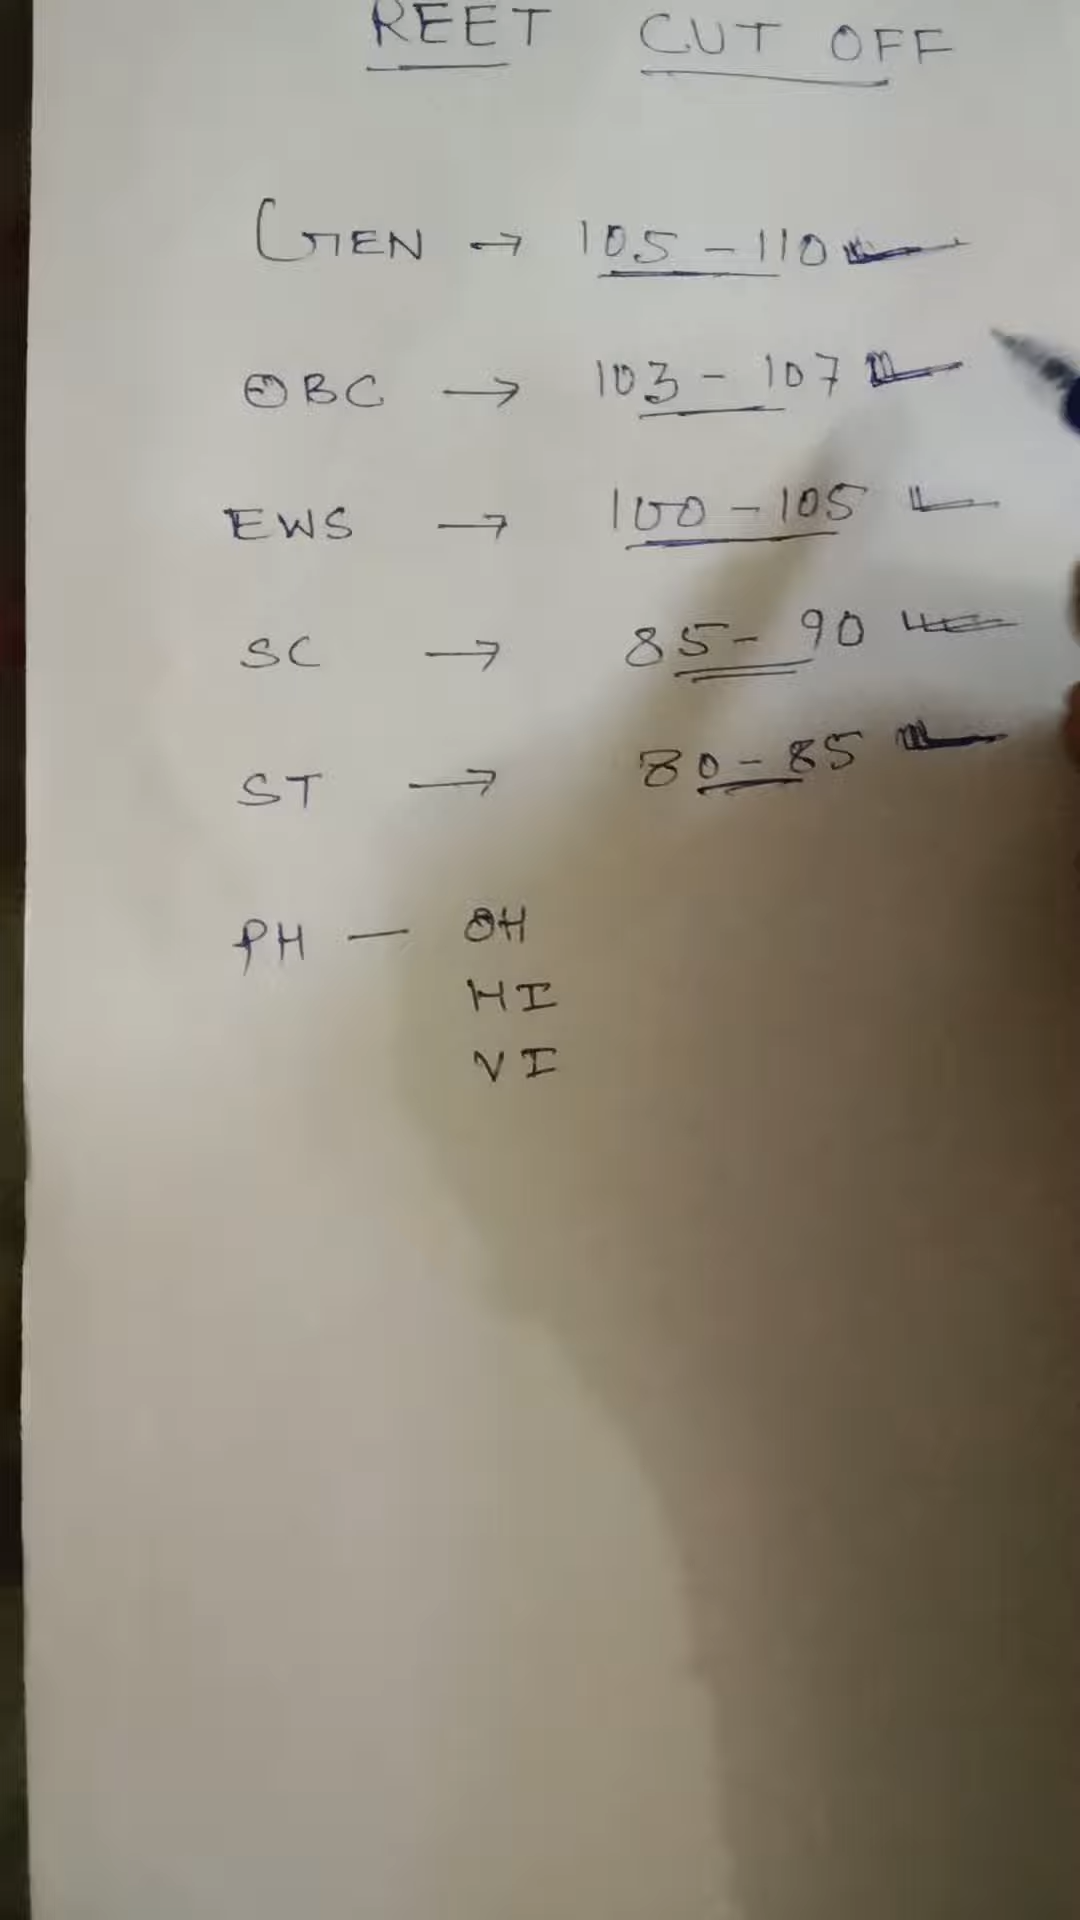 REET CUT OFF
GEN → 105 - 110
OBC → 103 - 107
EWS → 100 - 105
SC → 85 - 90
ST → 80 - 85
PH — OH
HI
VI